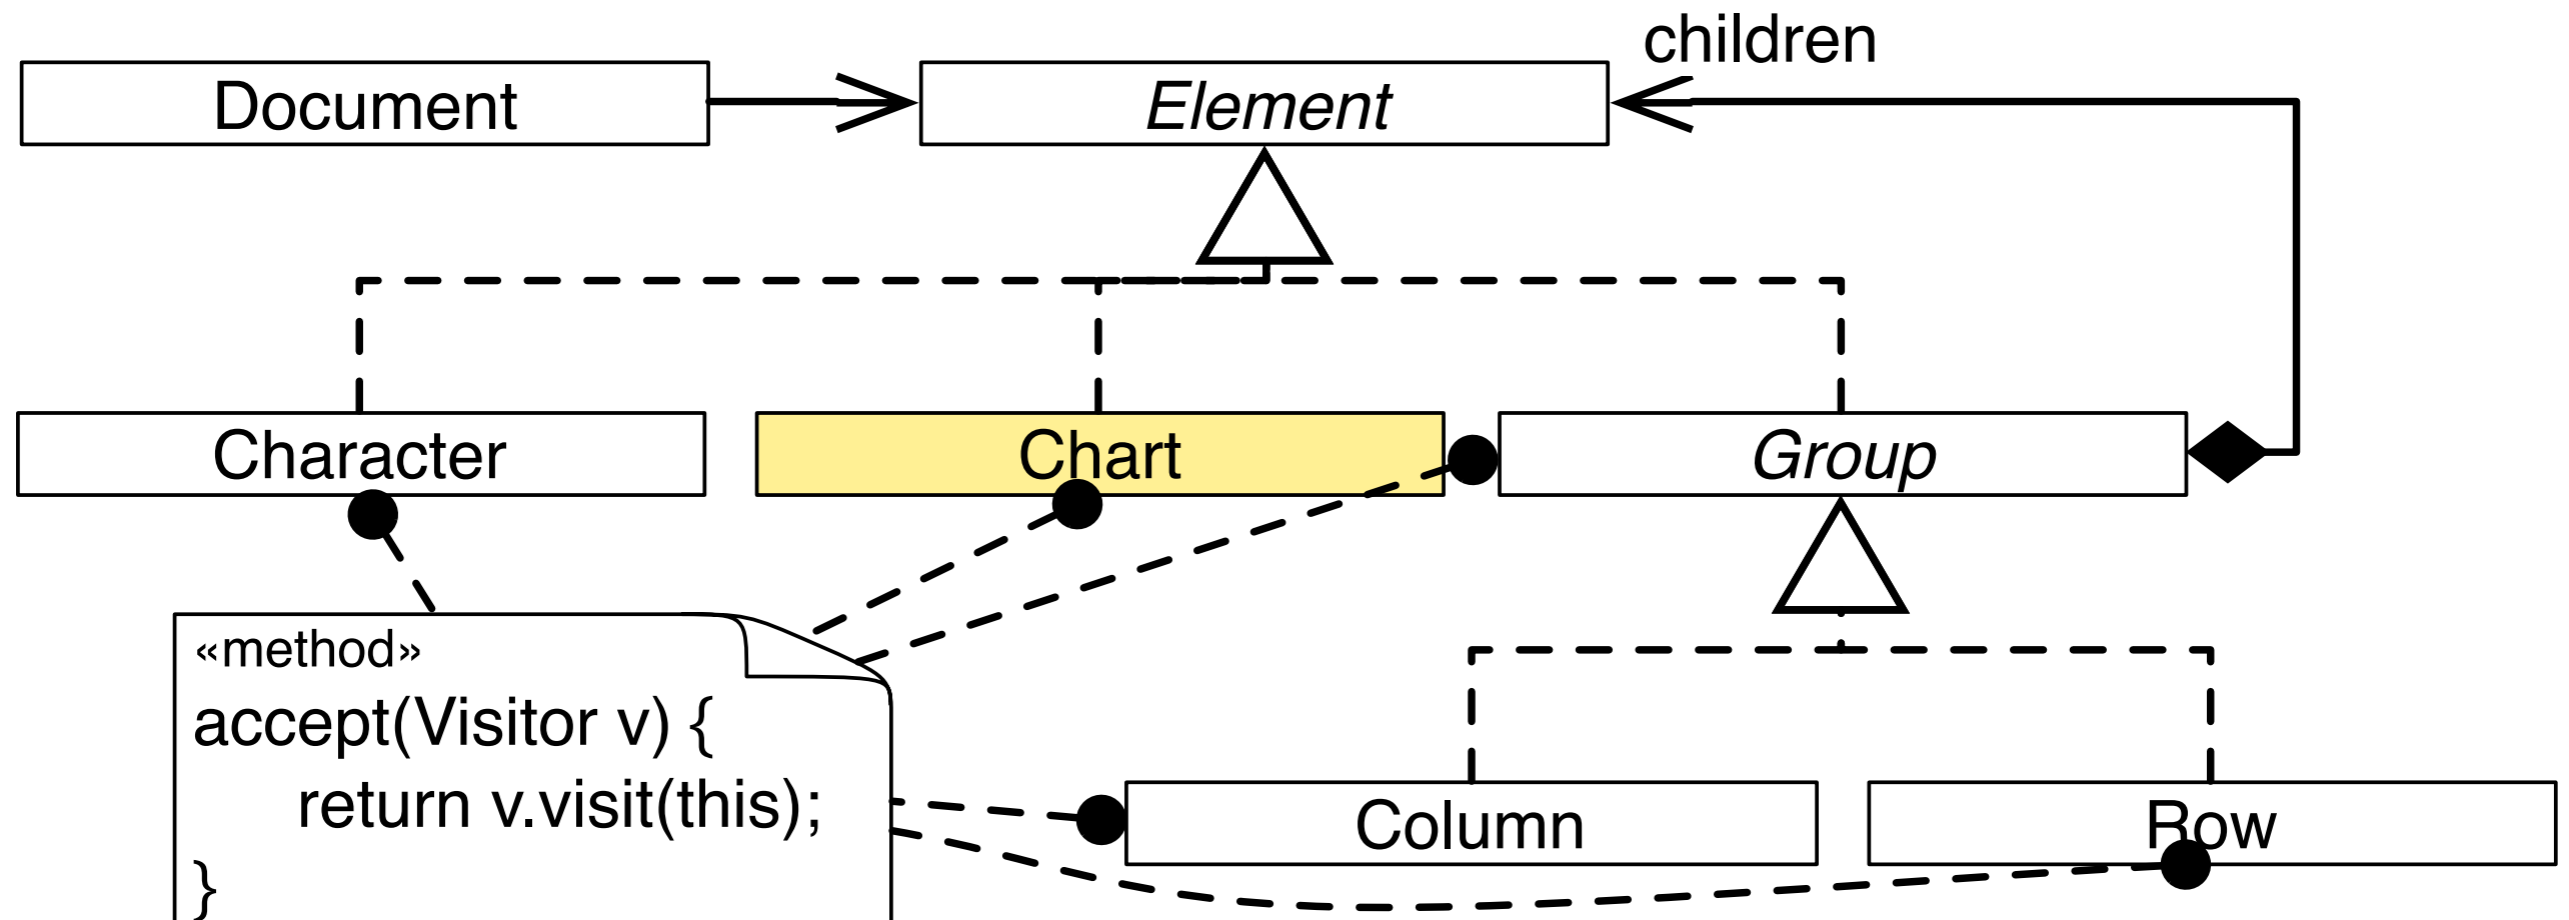 children
Document
Element
Character
Chart
Group
«method»
accept(Visitor v) {
return v.visit(this);
}
Column
Row